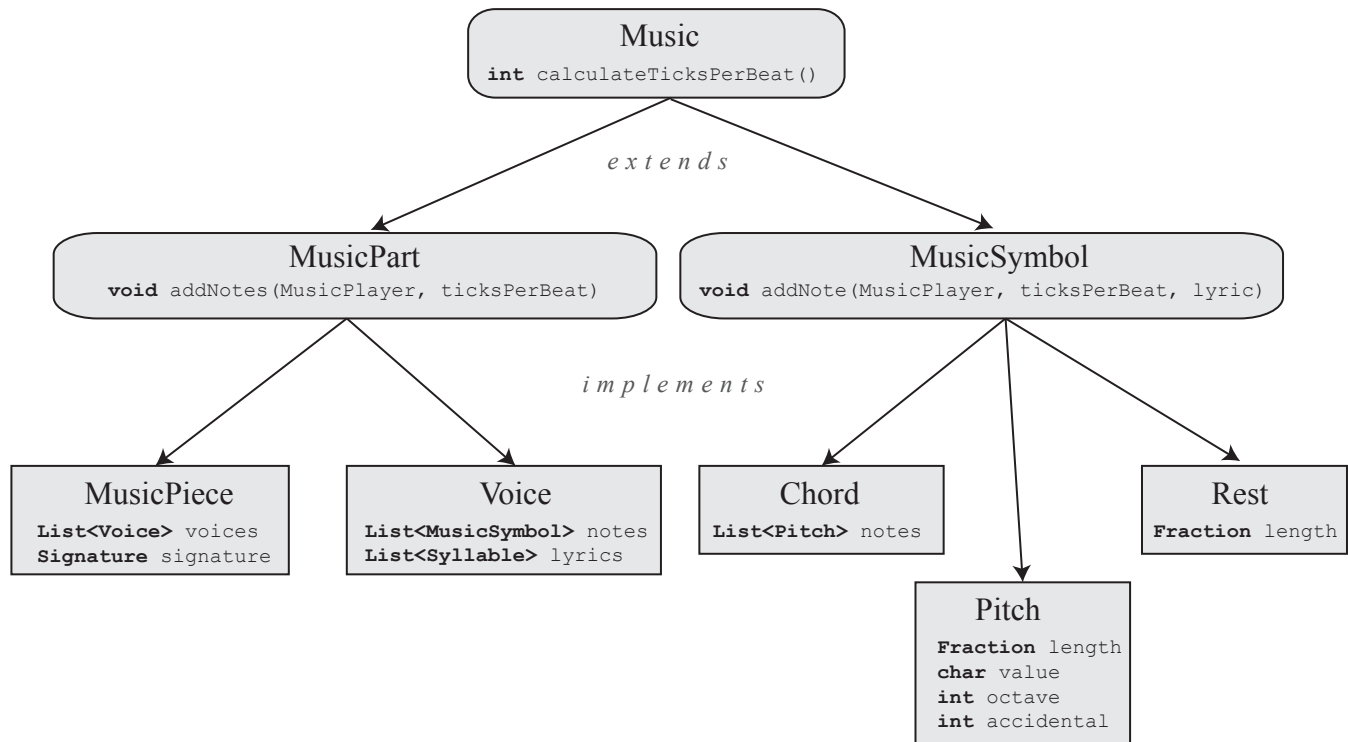 Music
int calculateTicksPerBeat()
extends
MusicPart
void addNotes(MusicPlayer, ticksPerBeat)
MusicSymbol
void addNote(MusicPlayer, ticksPerBeat, lyric)
implements
MusicPiece
List<Voice> voices
Signature signature
Voice
List<MusicSymbol> notes
List<Syllable> lyrics
Chord
List<Pitch> notes
Rest
Fraction length
Pitch
Fraction length
char value
int octave
int accidental